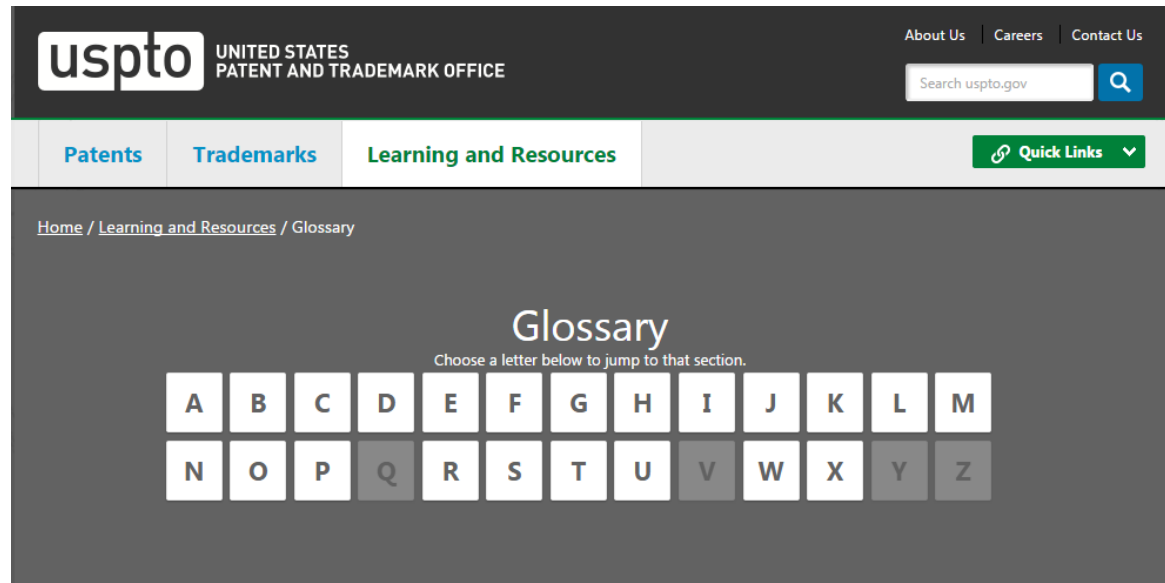 uspto UNITED STATES
PATENT AND TRADEMARK OFFICE
About Us Careers Contact Us
Search uspto.gov
Patents Trademarks Learning and Resources Quick Links
Home / Learning and Resources / Glossary
Glossary
Choose a letter below to jump to that section.
A B C D E F G H I J K L M
N O P Q R S T U V W X Y Z